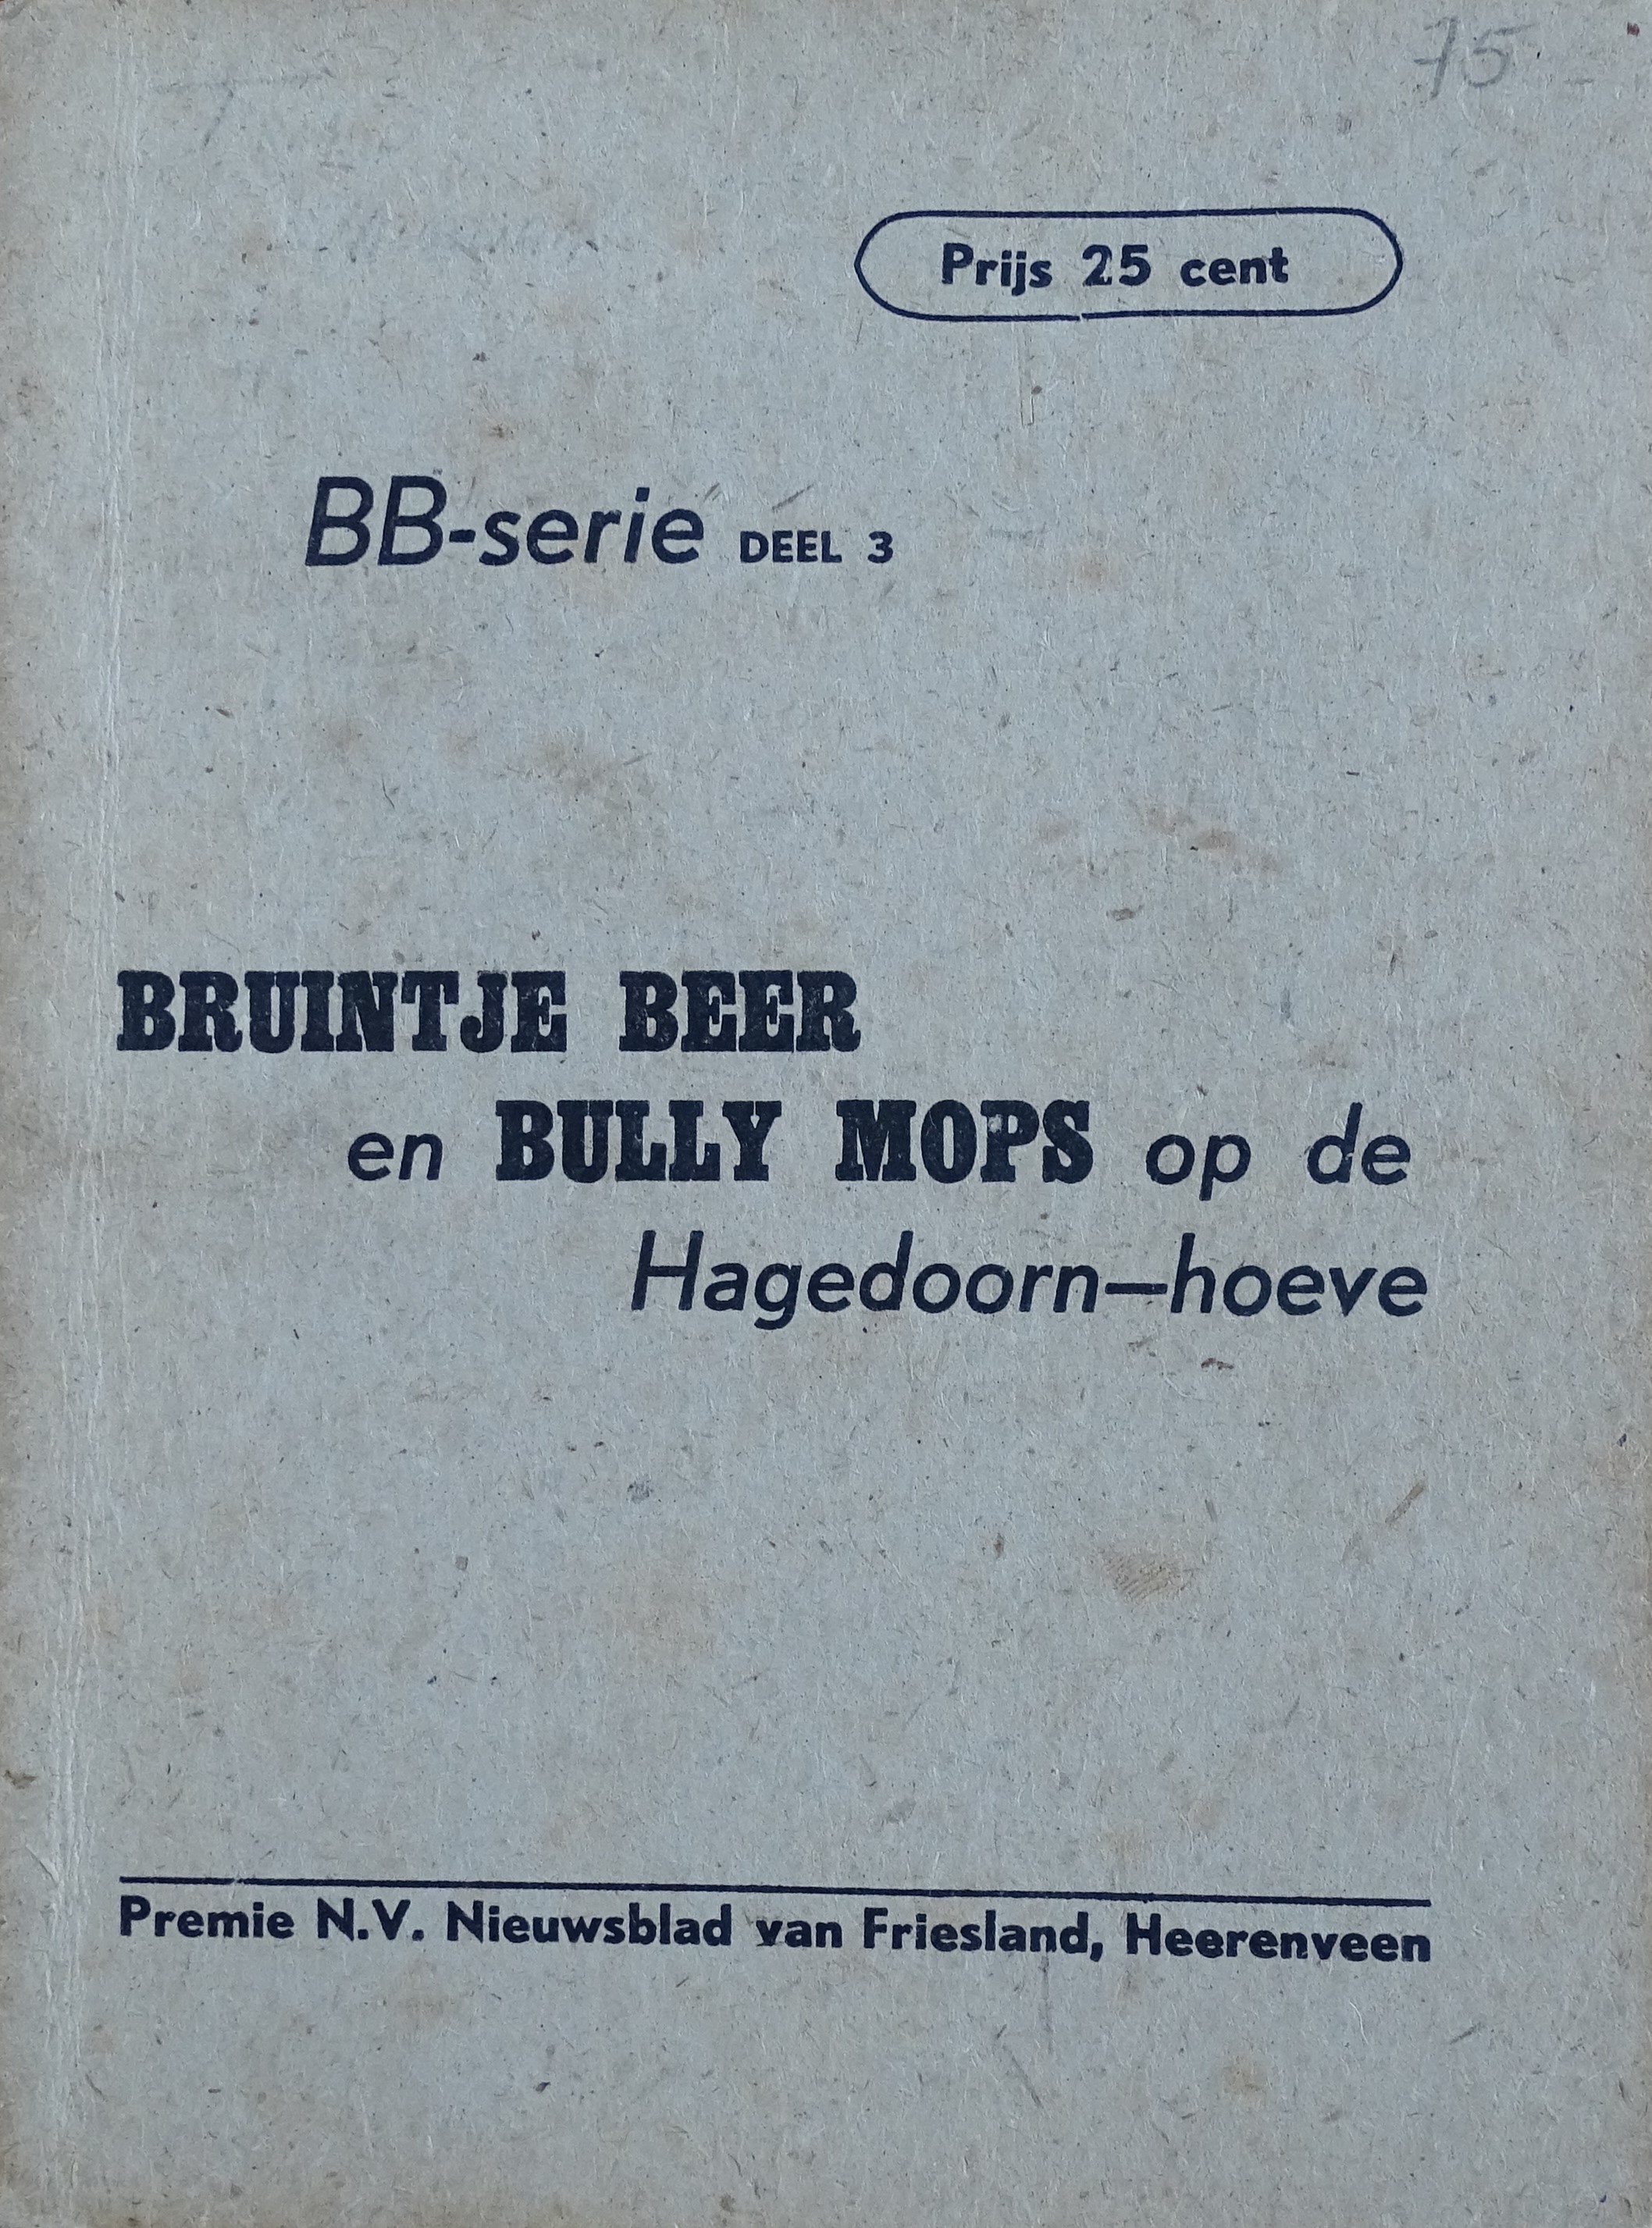 75
Prijs 25 cent
BB-serie DEEL 3
BRUINTJE BEER
en BULLY MOPS op de
Hagedoorn—hoeve
Premie N.V. Nieuwsblad van Friesland, Heerenveen